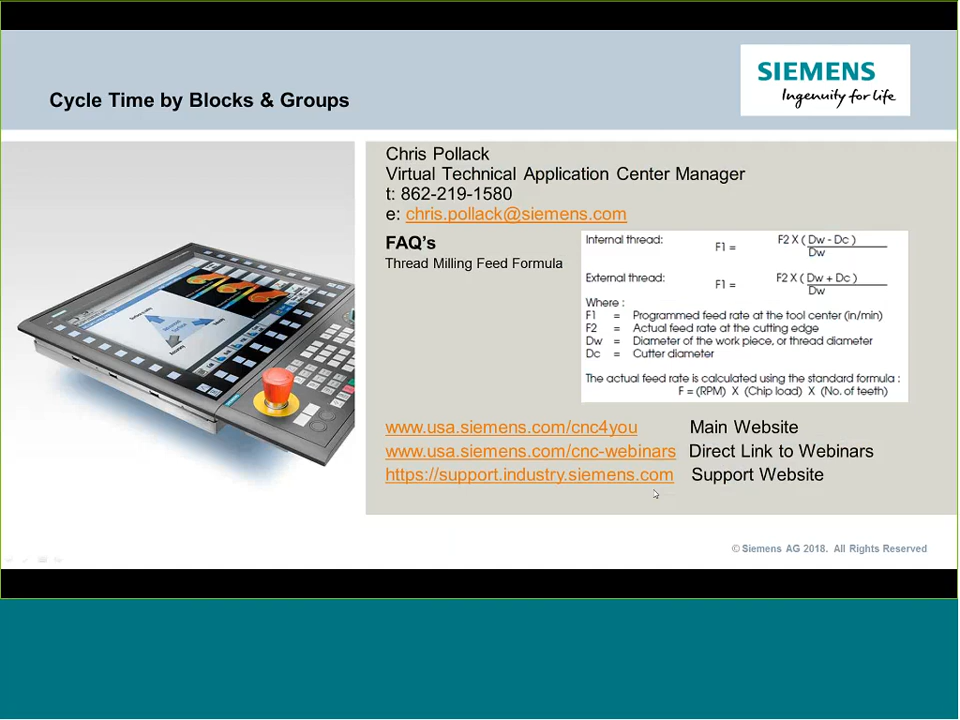 SIEMENS
Ingenuity for life
Cycle Time by Blocks & Groups
Chris Pollack
Virtual Technical Application Center Manager
t: 862-219-1580
e: chris.pollack@siemens.com
FAQ's
Thread Milling Feed Formula
Internal thread: F1 = F2 X ( Dw - Dc )
Dw
External thread: F1 = F2 X ( Dw + Dc )
Dw
Where :
F1 = Programmed feed rate at the tool center (in/min)
F2 = Actual feed rate at the cutting edge
Dw = Diameter of the work piece, or thread diameter
Dc = Cutter diameter
The actual feed rate is calculated using the standard formula :
F = (RPM) X (Chip load) X (No. of teeth)
www.usa.siemens.com/cnc4you Main Website
www.usa.siemens.com/cnc-webinars Direct Link to Webinars
https://support.industry.siemens.com Support Website
© Siemens AG 2018. All Rights Reserved